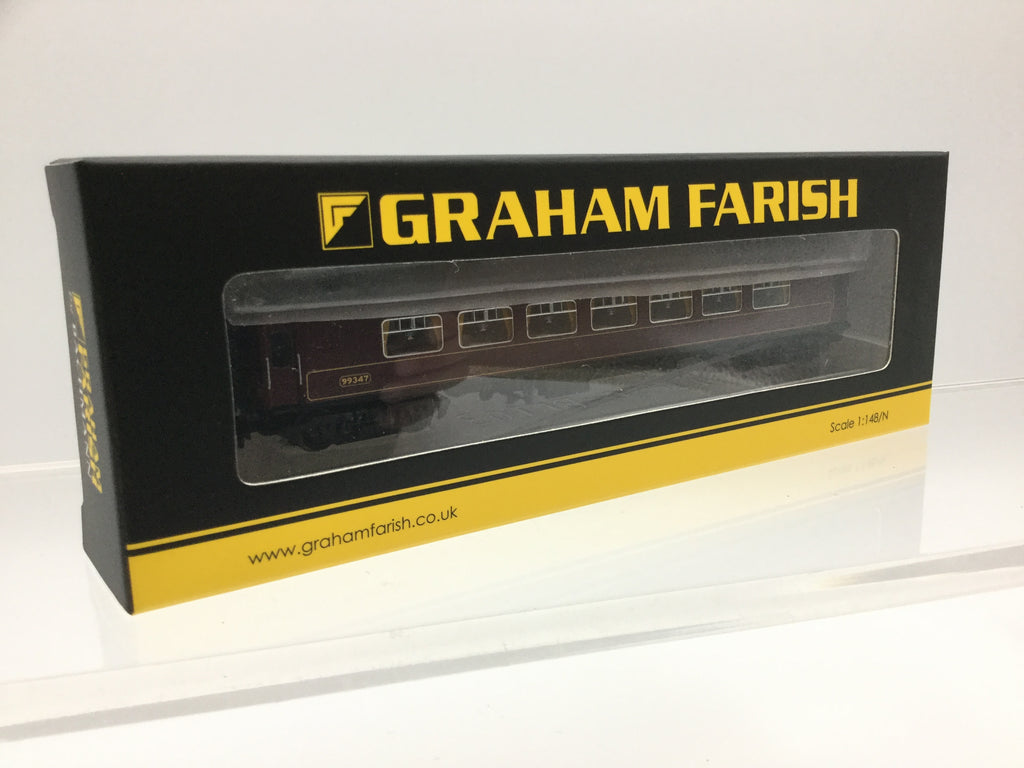 GRAHAM FARISH
99347
Scale 1:148/N
www.grahamfarish.co.uk